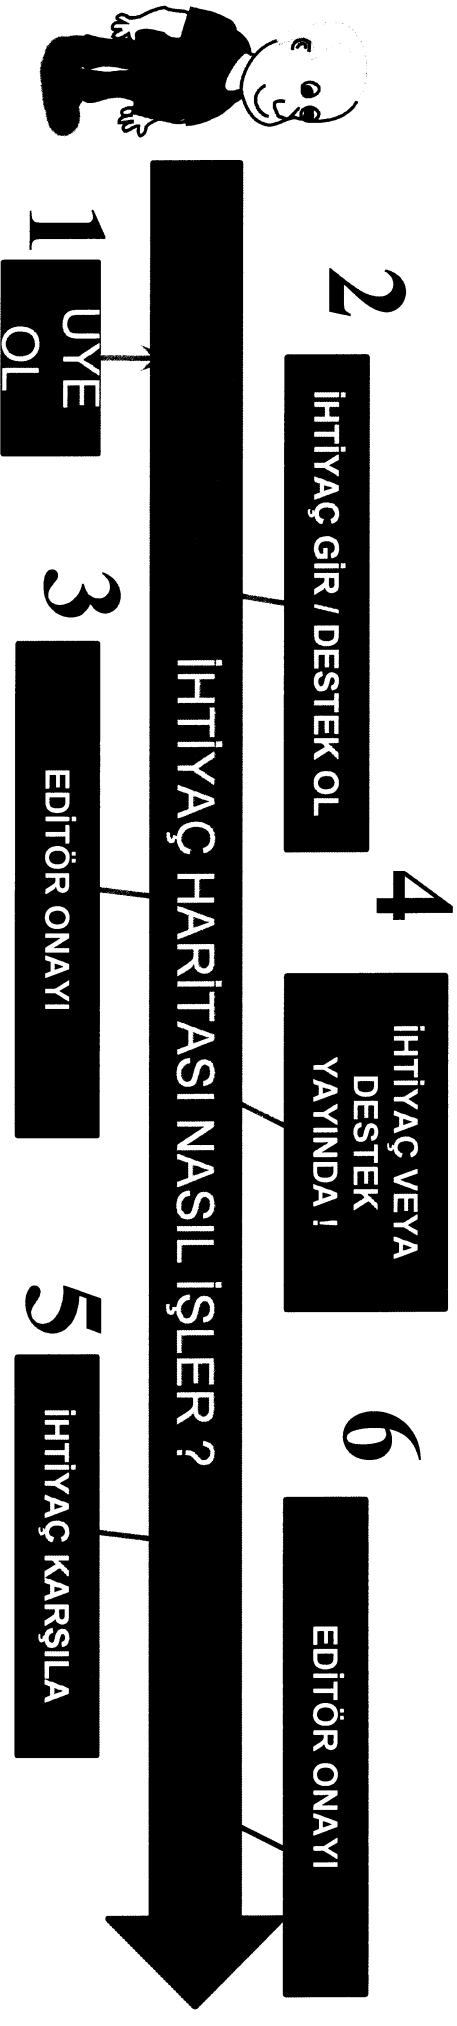 İHTİYAÇ HARİTASI NASIL İŞLER ?
1
ÜYE
OL
2
İHTİYAÇ GİR / DESTEK OL
3
EDİTÖR ONAYI
4
İHTİYAÇ VEYA
DESTEK
YAYINDA !
5
İHTİYAÇ KARŞILA
6
EDİTÖR ONAYI